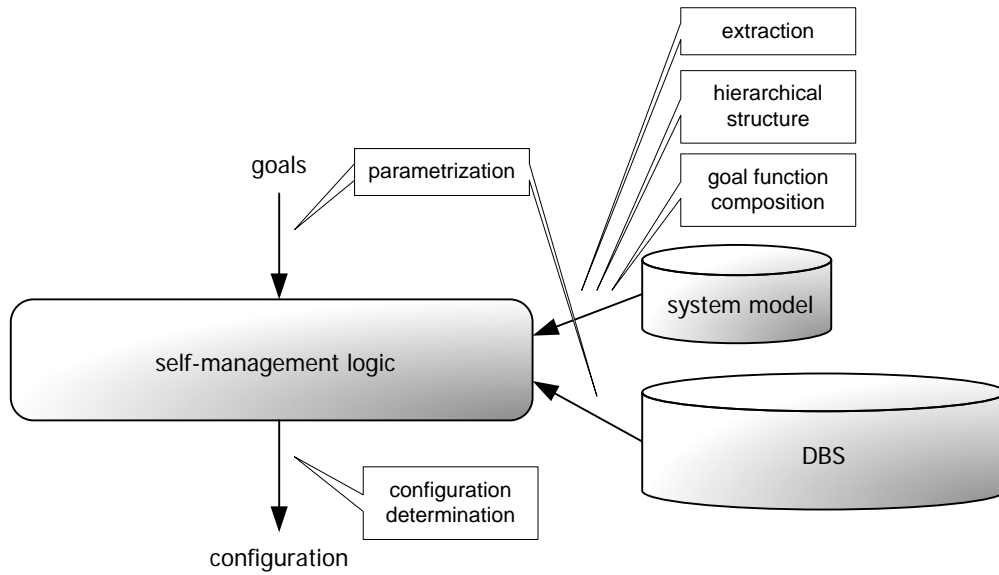 extraction
hierarchical
structure
goals
parametrization
goal function
composition
system model
self-management logic
DBS
configuration
determination
configuration